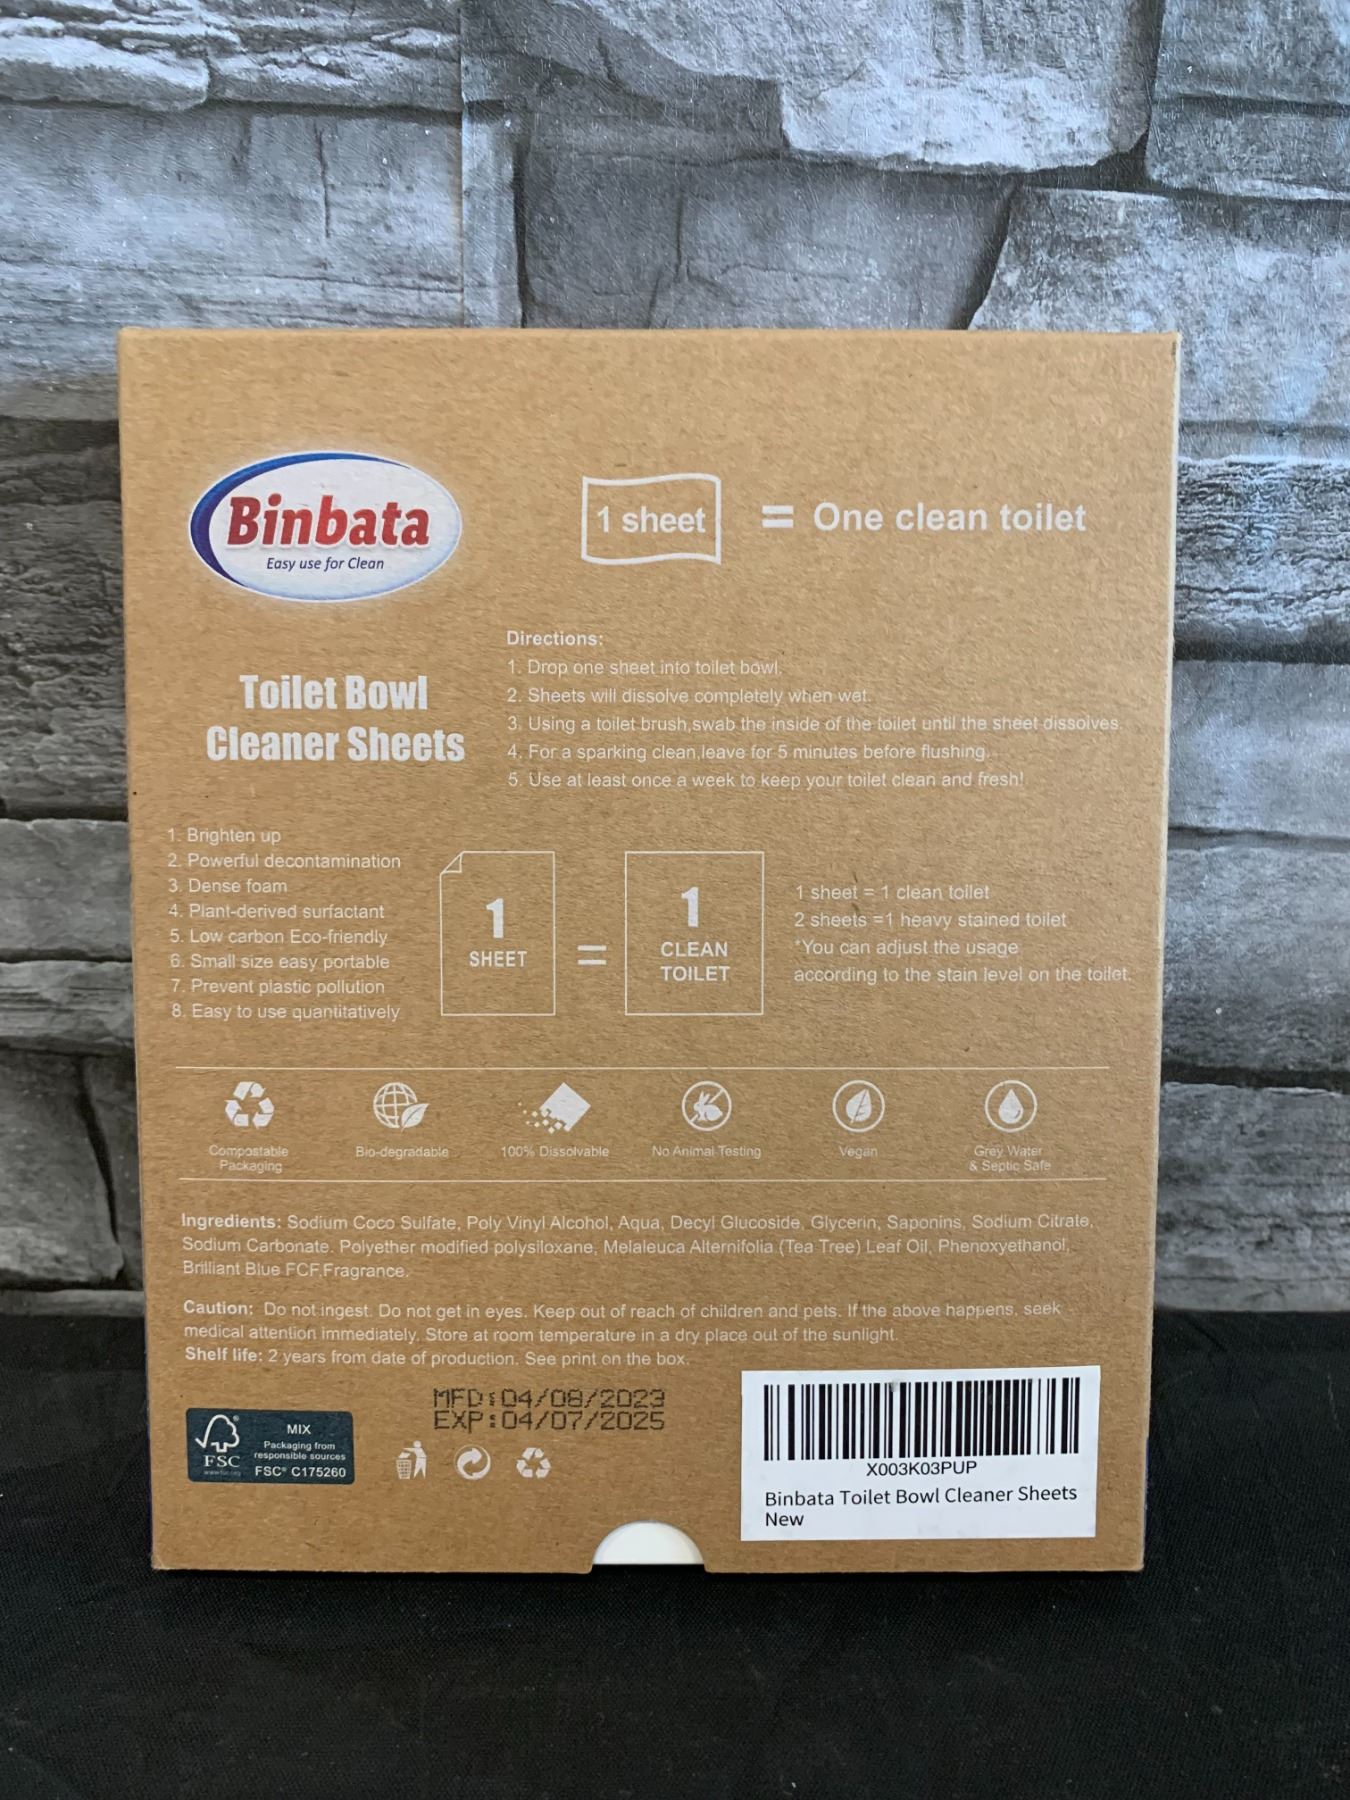 Binbata
Easy use for Clean
1 sheet = One clean toilet
Toilet Bowl
Cleaner Sheets
Directions:
1. Drop one sheet into toilet bowl.
2. Sheets will dissolve completely when wet.
3. Using a toilet brush,swab the inside of the toilet until the sheet dissolves.
4. For a sparking clean,leave for 5 minutes before flushing.
5. Use at least once a week to keep your toilet clean and fresh!
1. Brighten up
2. Powerful decontamination
3. Dense foam
4. Plant-derived surfactant
5. Low carbon Eco-friendly
6. Small size easy portable
7. Prevent plastic pollution
8. Easy to use quantitatively
1
SHEET
=
1
CLEAN
TOILET
1 sheet = 1 clean toilet
2 sheets =1 heavy stained toilet
*You can adjust the usage
according to the stain level on the toilet.
Compostable
Packaging
Bio-degradable
100% Dissolvable
No Animal Testing
Vegan
Grey Water
& Septic Safe
Ingredients: Sodium Coco Sulfate, Poly Vinyl Alcohol, Aqua, Decyl Glucoside, Glycerin, Saponins, Sodium Citrate,
Sodium Carbonate. Polyether modified polysiloxane, Melaleuca Alternifolia (Tea Tree) Leaf Oil, Phenoxyethanol,
Brilliant Blue FCF,Fragrance.
Caution: Do not ingest. Do not get in eyes. Keep out of reach of children and pets. If the above happens, seek
medical attention immediately. Store at room temperature in a dry place out of the sunlight.
Shelf life: 2 years from date of production. See print on the box.
MFD:04/08/2023
EXP:04/07/2025
FSC
www.fsc.org
MIX
Packaging from
responsible sources
FSC® C175260
X003K03PUP
Binbata Toilet Bowl Cleaner Sheets
New